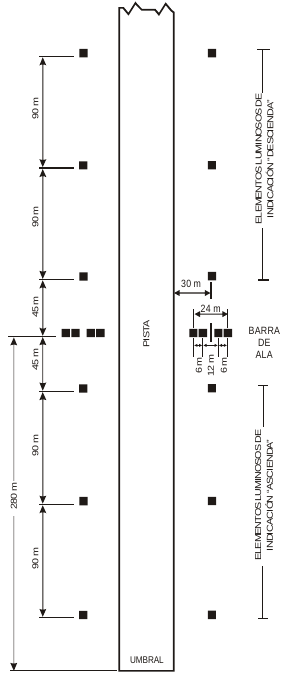 90 m
ELEMENTOS LUMINOSOS DE
INDICACIÓN "DESCIENDA"
90 m
30 m
45 m
24 m
PISTA
BARRA
DE
ALA
45 m
6 m
12 m
6 m
90 m
ELEMENTOS LUMINOSOS DE
INDICACIÓN "ASCIENDA"
280 m
90 m
UMBRAL